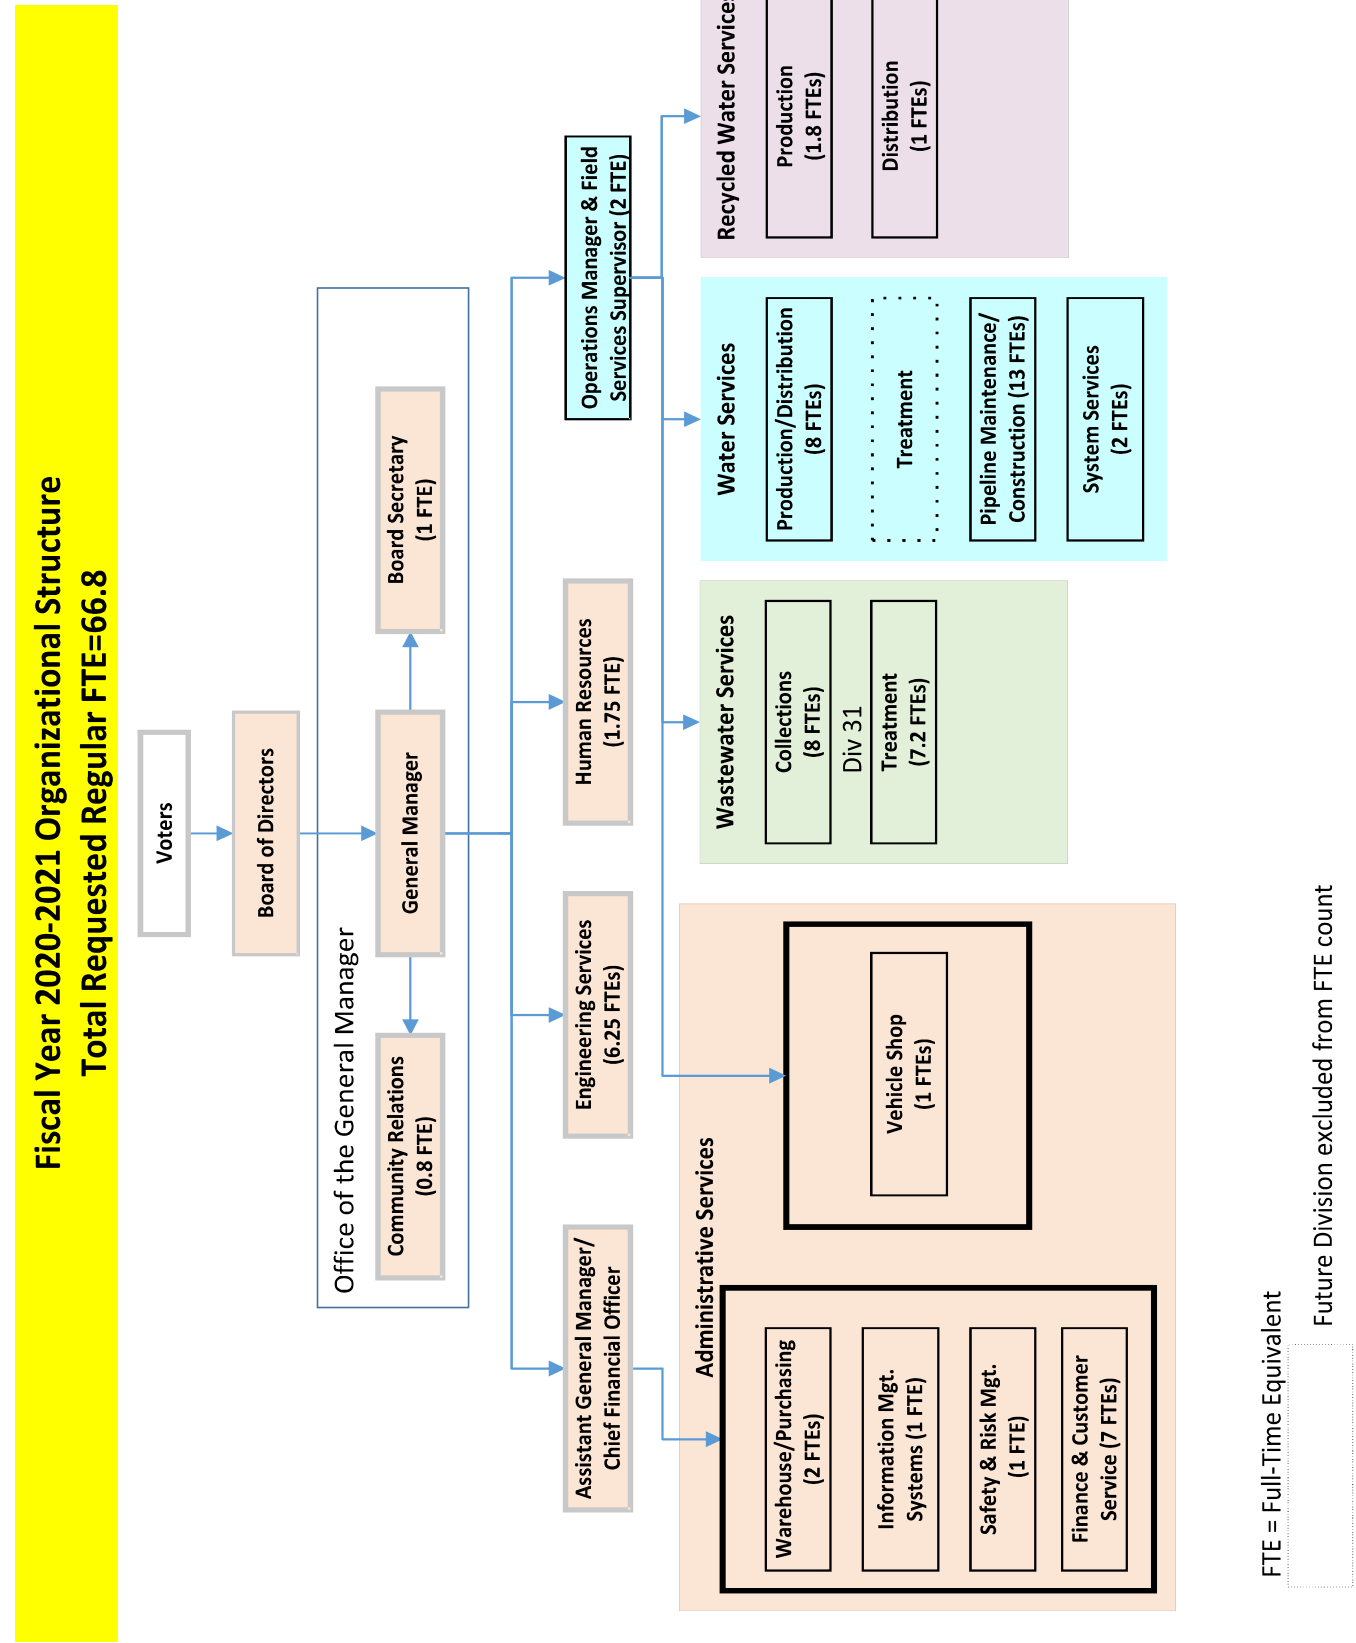 Fiscal Year 2020-2021 Organizational Structure
Total Requested Regular FTE=66.8
Voters
Board of Directors
Office of the General Manager
Community Relations
(0.8 FTE)
General Manager
Board Secretary
(1 FTE)
Assistant General Manager/
Chief Financial Officer
Engineering Services
(6.25 FTEs)
Human Resources
(1.75 FTE)
Operations Manager & Field
Services Supervisor (2 FTE)
Administrative Services
Warehouse/Purchasing
(2 FTEs)
Information Mgt.
Systems (1 FTE)
Safety & Risk Mgt.
(1 FTE)
Finance & Customer
Service (7 FTEs)
Vehicle Shop
(1 FTEs)
Wastewater Services
Collections
(8 FTEs)
Div 31
Treatment
(7.2 FTEs)
Water Services
Production/Distribution
(8 FTEs)
Treatment
Pipeline Maintenance/
Construction (13 FTEs)
System Services
(2 FTEs)
Recycled Water Services
Production
(1.8 FTEs)
Distribution
(1 FTEs)
FTE = Full-Time Equivalent
Future Division excluded from FTE count